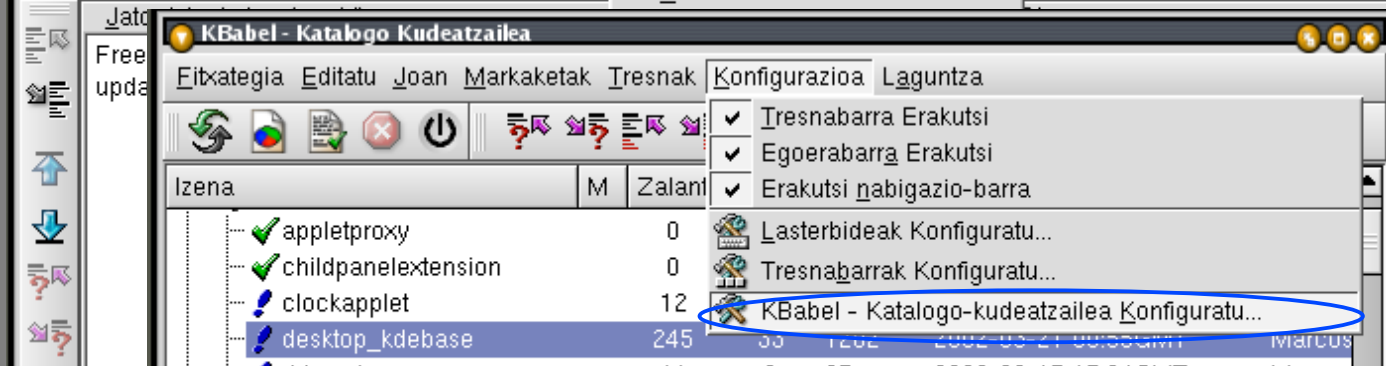 Jato
Free
upda
KBabel - Katalogo Kudeatzailea
Fitxategia Editatu Joan Markaketak Tresnak Konfigurazioa Laguntza
Tresnabarra Erakutsi
Egoerabarra Erakutsi
Erakutsi nabigazio-barra
Lasterbideak Konfiguratu...
Tresnabarrak Konfiguratu...
KBabel - Katalogo-kudeatzailea Konfiguratu...
Izena M Zalant
appletproxy 0
childpanelextension 0
clockapplet 12
desktop_kdebase 245 33 1262 Marcus